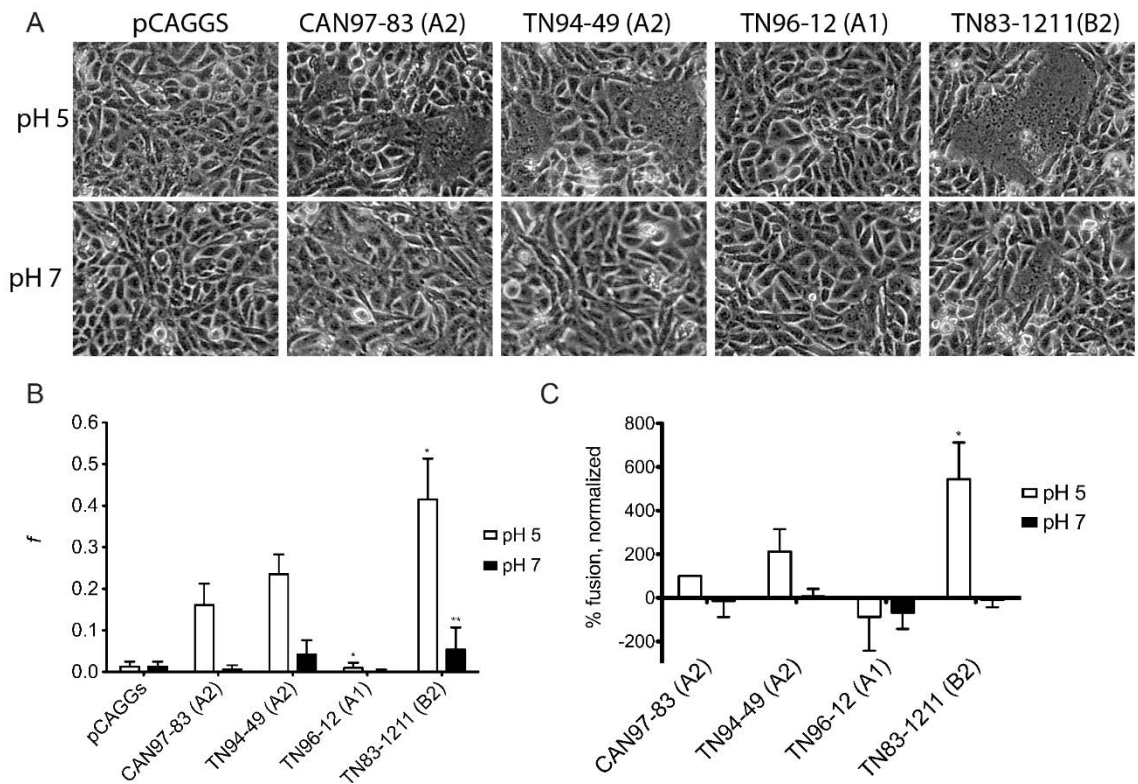 A
pCAGGS
CAN97-83 (A2)
TN94-49 (A2)
TN96-12 (A1)
TN83-1211(B2)
pH 5
pH 7
B
f
0.6
0.5
0.4
0.3
0.2
0.1
0.0
*
*
**
pH 5
pH 7
pCAGGs
CAN97-83 (A2)
TN94-49 (A2)
TN96-12 (A1)
TN83-1211 (B2)
C
% fusion, normalized
800
600
400
200
0
-200
*
pH 5
pH 7
CAN97-83 (A2)
TN94-49 (A2)
TN96-12 (A1)
TN83-1211 (B2)